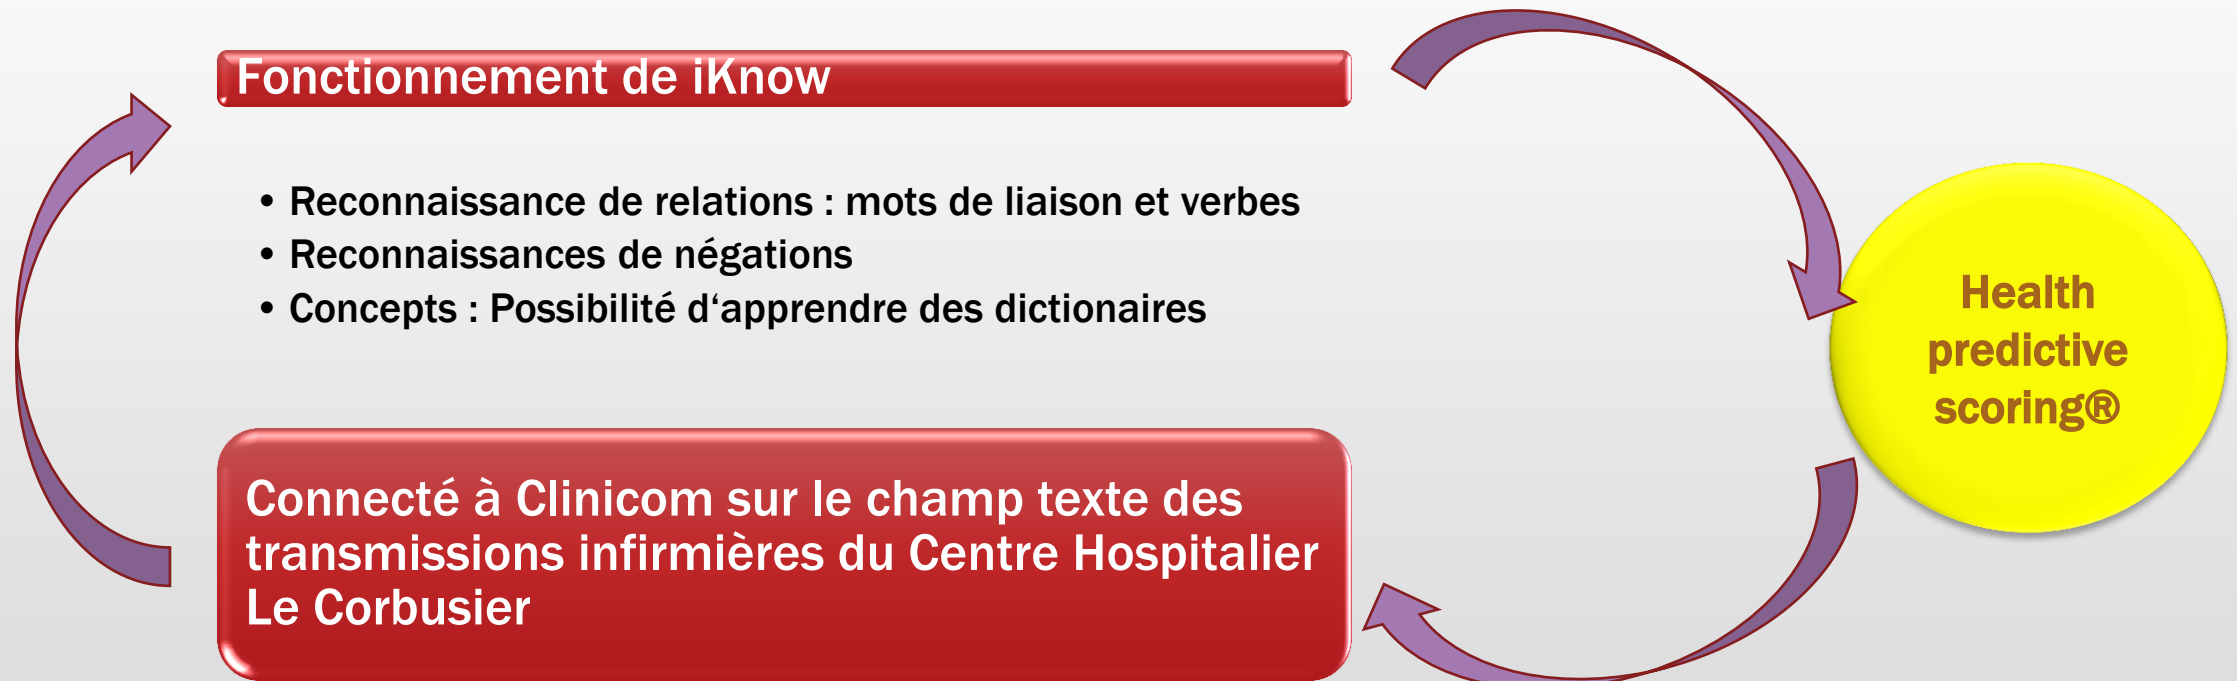 Fonctionnement de iKnow
• Reconnaissance de relations : mots de liaison et verbes
• Reconnaissances de négations
• Concepts : Possibilité d‘apprendre des dictionaires
Health
predictive
scoring®
Connecté à Clinicom sur le champ texte des
transmissions infirmières du Centre Hospitalier
Le Corbusier